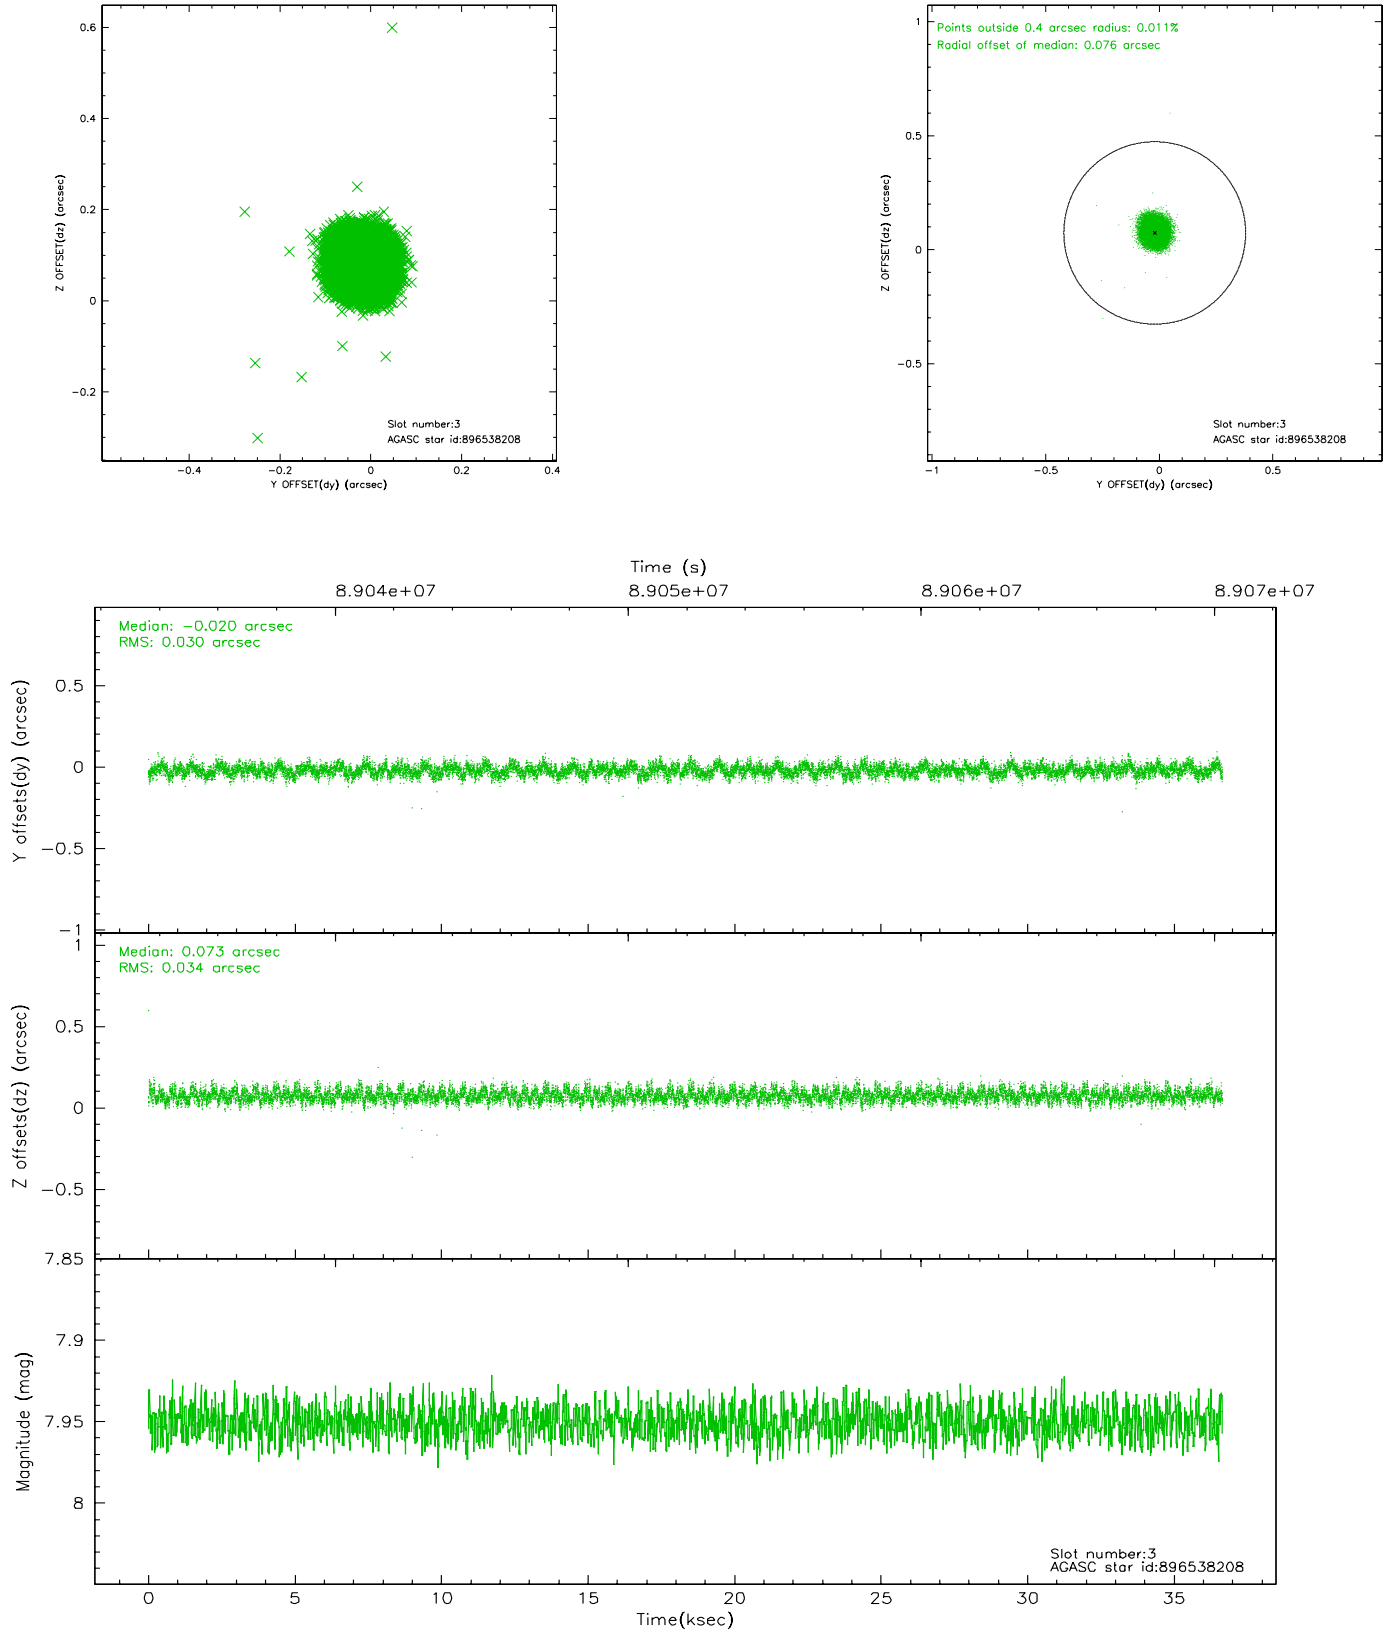 0.6
0.4
0.2
0
−0.2
Z OFFSET(dz) (arcsec)
Slot number:3
AGASC star id:896538208
−0.4 −0.2 0 0.2 0.4
Y OFFSET(dy) (arcsec)
Points outside 0.4 arcsec radius: 0.011%
Radial offset of median: 0.076 arcsec
1
0.5
0
−0.5
Z OFFSET(dz) (arcsec)
Slot number:3
AGASC star id:896538208
−1 −0.5 0 0.5
Y OFFSET(dy) (arcsec)
Time (s)
8.904e+07 8.905e+07 8.906e+07 8.907e+07
Median: −0.020 arcsec
RMS: 0.030 arcsec
0.5
0
−0.5
−1
Y offsets(dy) (arcsec)
Median: 0.073 arcsec
RMS: 0.034 arcsec
1
0.5
0
−0.5
Z offsets(dz) (arcsec)
7.85
7.9
7.95
8
Magnitude (mag)
Slot number:3
AGASC star id:896538208
0 5 10 15 20 25 30 35
Time(ksec)